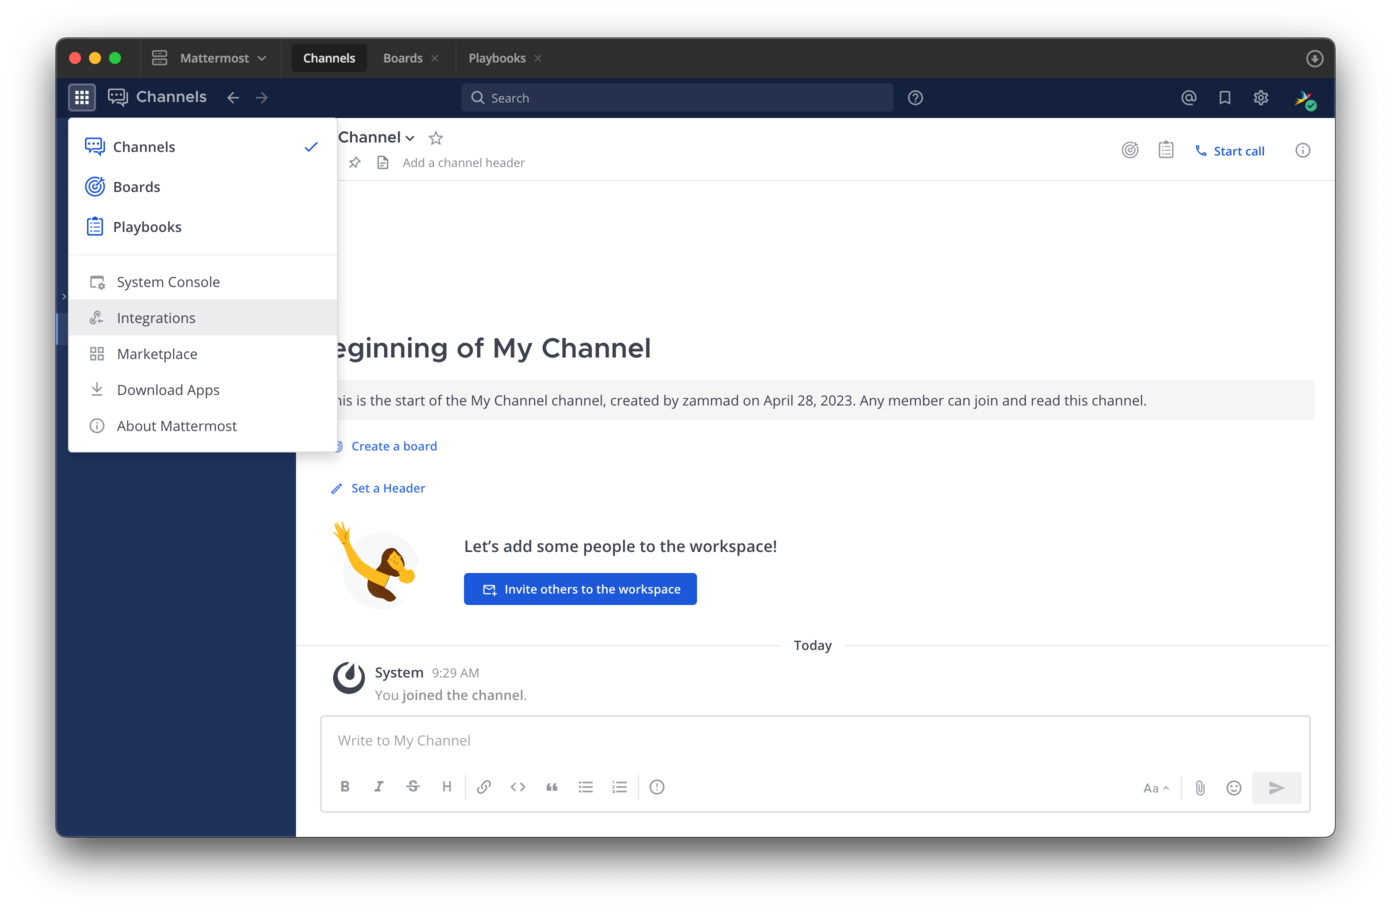 Mattermost
Channels
Boards
Playbooks
Channels
Search
Channels
Boards
Playbooks
System Console
Integrations
Marketplace
Download Apps
About Mattermost
Channel
Add a channel header
Start call
eginning of My Channel
his is the start of the My Channel channel, created by zammad on April 28, 2023. Any member can join and read this channel.
Create a board
Set a Header
Let's add some people to the workspace!
Invite others to the workspace
Today
System 9:29 AM
You joined the channel.
Write to My Channel
B I S H
Aa